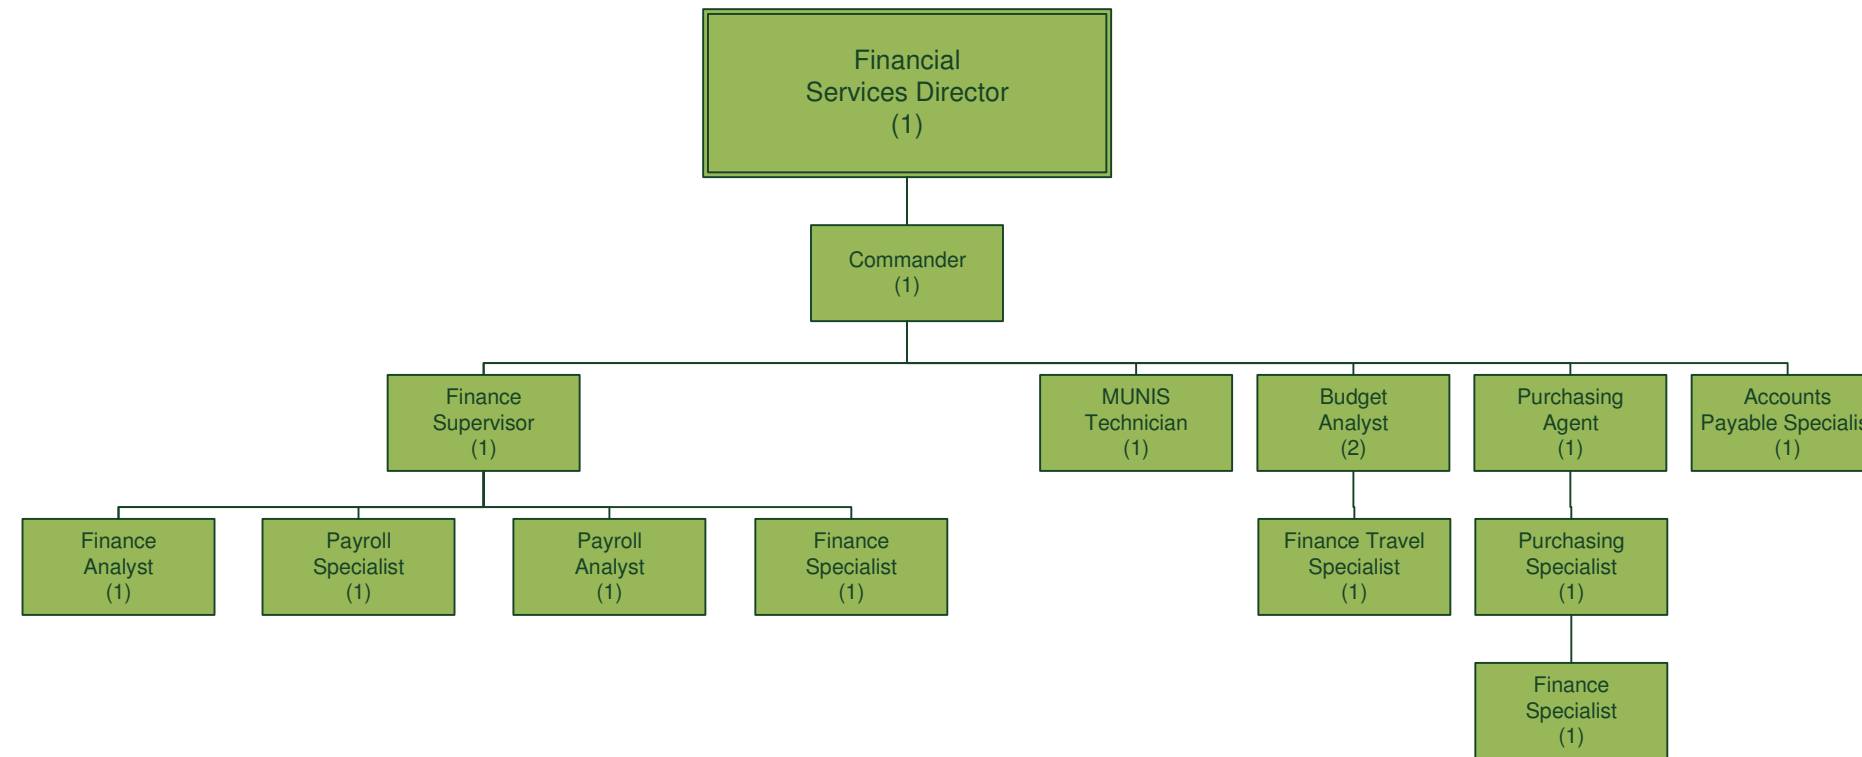 Financial
Services Director
(1)
Commander
(1)
Finance
Supervisor
(1)
MUNIS
Technician
(1)
Budget
Analyst
(2)
Purchasing
Agent
(1)
Accounts
Payable Specialis
(1)
Finance
Analyst
(1)
Payroll
Specialist
(1)
Payroll
Analyst
(1)
Finance
Specialist
(1)
Finance Travel
Specialist
(1)
Purchasing
Specialist
(1)
Finance
Specialist
(1)